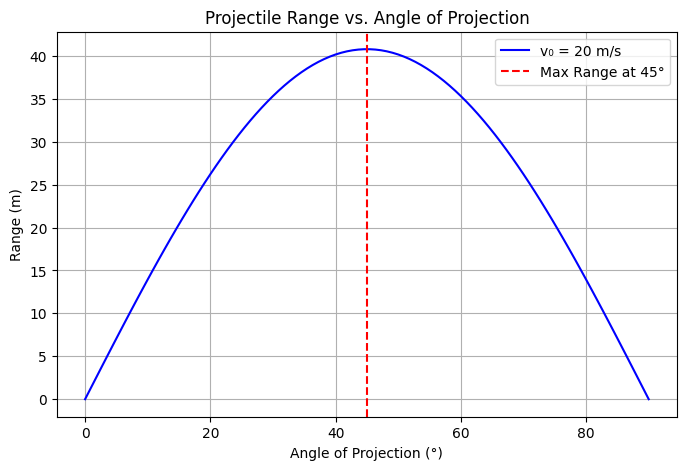 Projectile Range vs. Angle of Projection
v₀ = 20 m/s
Max Range at 45°
Range (m)
40
35
30
25
20
15
10
5
0
0 20 40 60 80
Angle of Projection (°)